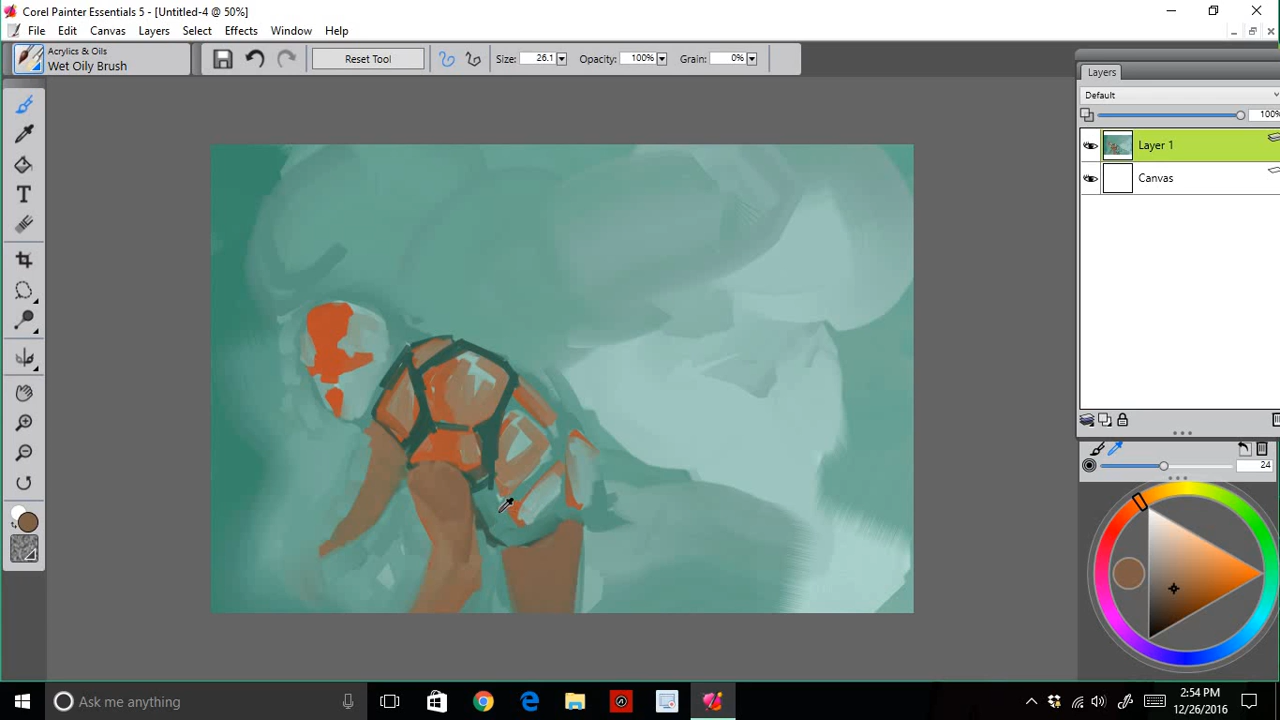 Corel Painter Essentials 5 - [Untitled-4 @ 50%]
File Edit Canvas Layers Select Effects Window Help
Acrylics & Oils
Wet Oily Brush
Reset Tool
Size: 26.1
Opacity: 100%
Grain: 0%
Layers
Default
100%
Layer 1
Canvas
24
Ask me anything
2:54 PM
12/26/2016